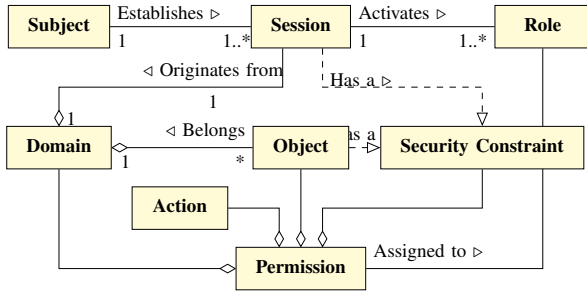 Establishes ▷
Activates ▷
Subject
Session
Role
1
1..*
1
1..*
◁ Originates from
Has a ▷
1
1
◁ Belongs
as a
Domain
Object
Security Constraint
1
*
Action
Assigned to ▷
Permission